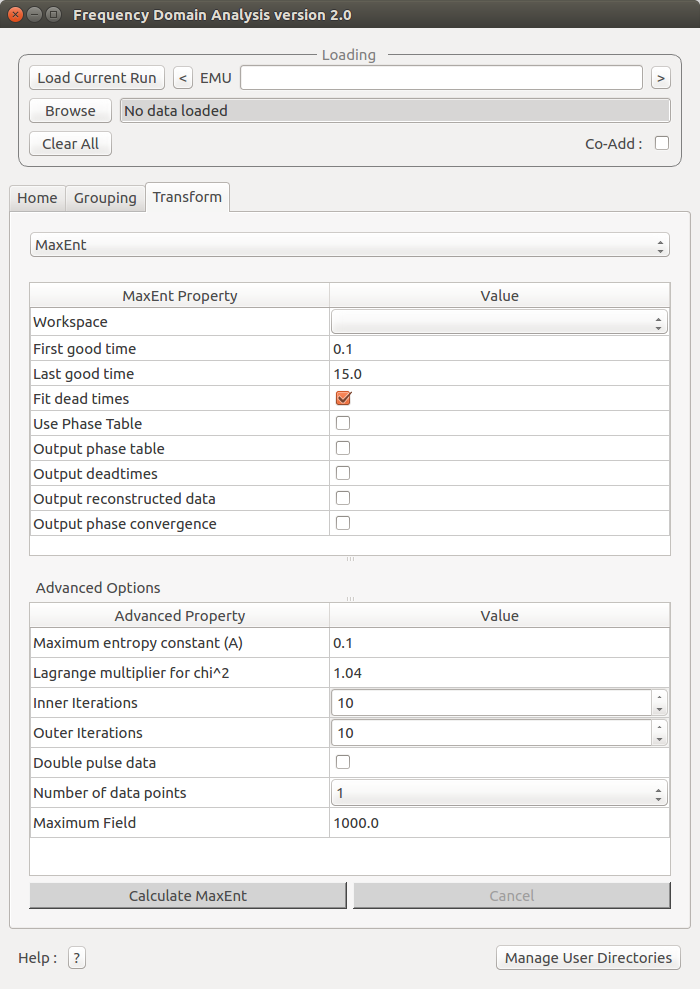 Frequency Domain Analysis version 2.0
Loading
Load Current Run < EMU >
Browse No data loaded
Clear All Co-Add :
Home Grouping Transform
MaxEnt
MaxEnt Property Value
Workspace
First good time 0.1
Last good time 15.0
Fit dead times
Use Phase Table
Output phase table
Output deadtimes
Output reconstructed data
Output phase convergence
Advanced Options
Advanced Property Value
Maximum entropy constant (A) 0.1
Lagrange multiplier for chi^2 1.04
Inner Iterations 10
Outer Iterations 10
Double pulse data
Number of data points 1
Maximum Field 1000.0
Calculate MaxEnt Cancel
Help : ? Manage User Directories